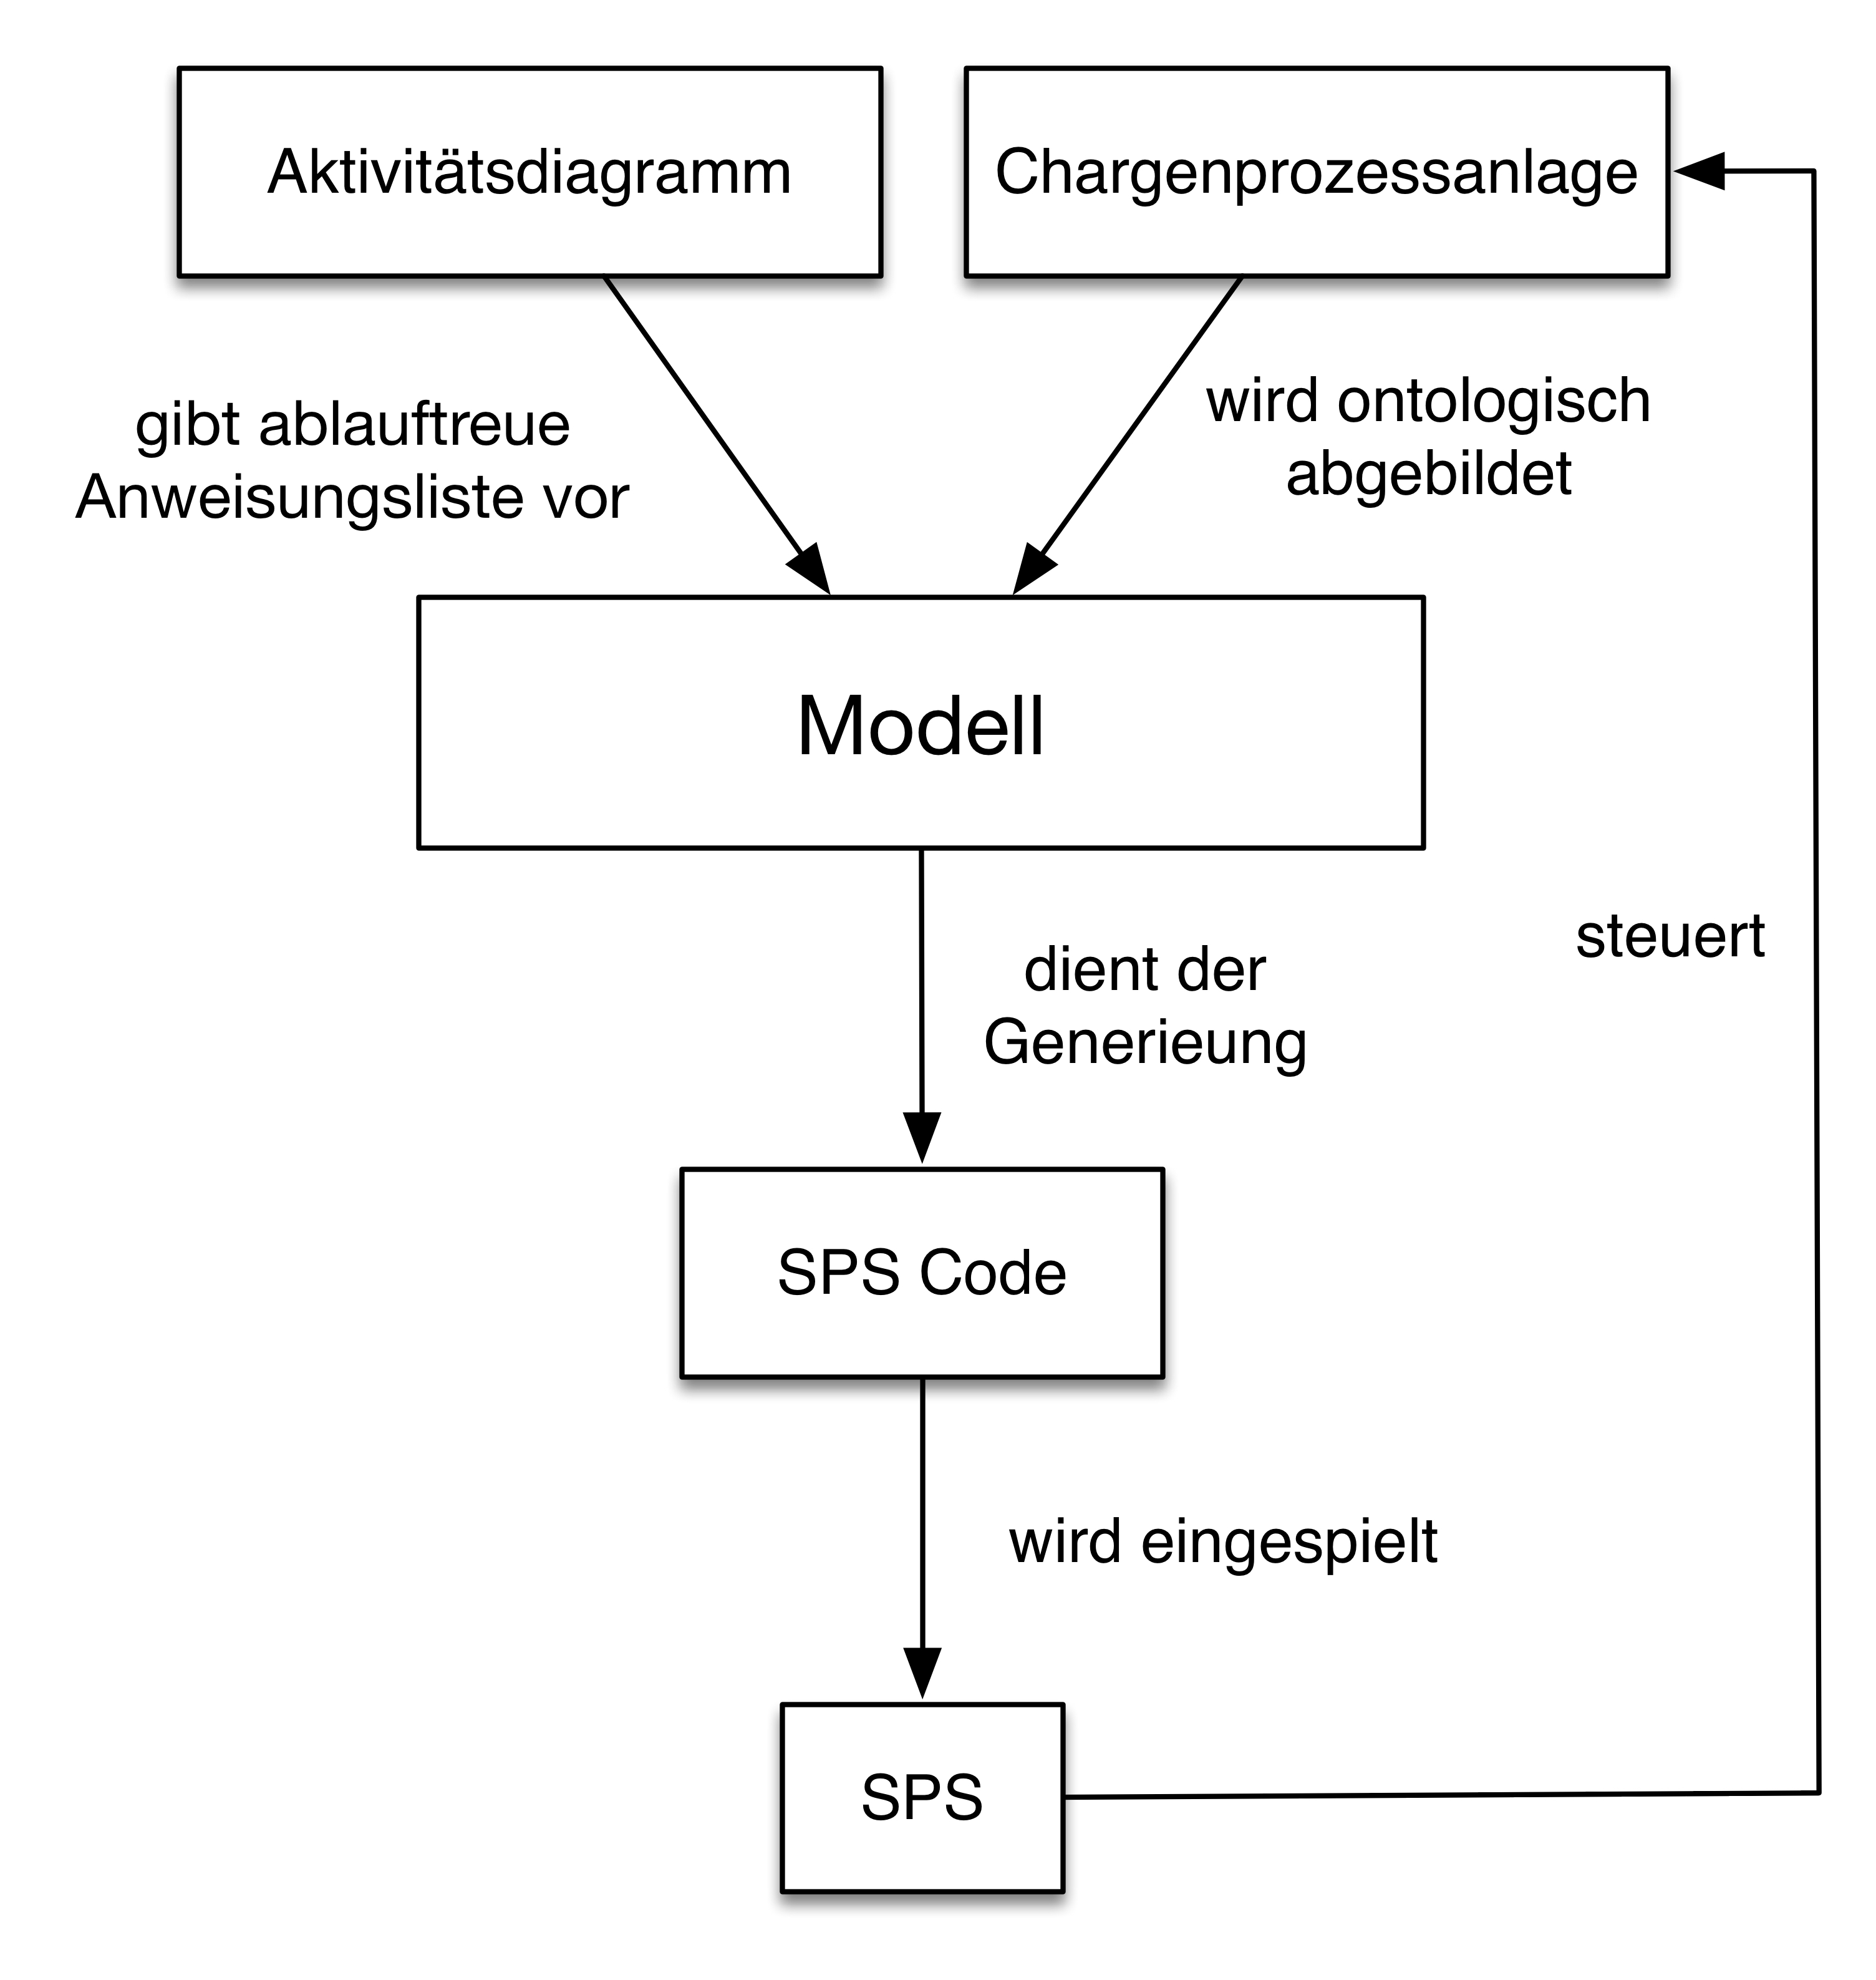 Aktivitätsdiagramm
Chargenprozessanlage
gibt ablauftreue
Anweisungsliste vor
wird ontologisch
abgebildet
Modell
steuert
dient der
Generieung
SPS Code
wird eingespielt
SPS